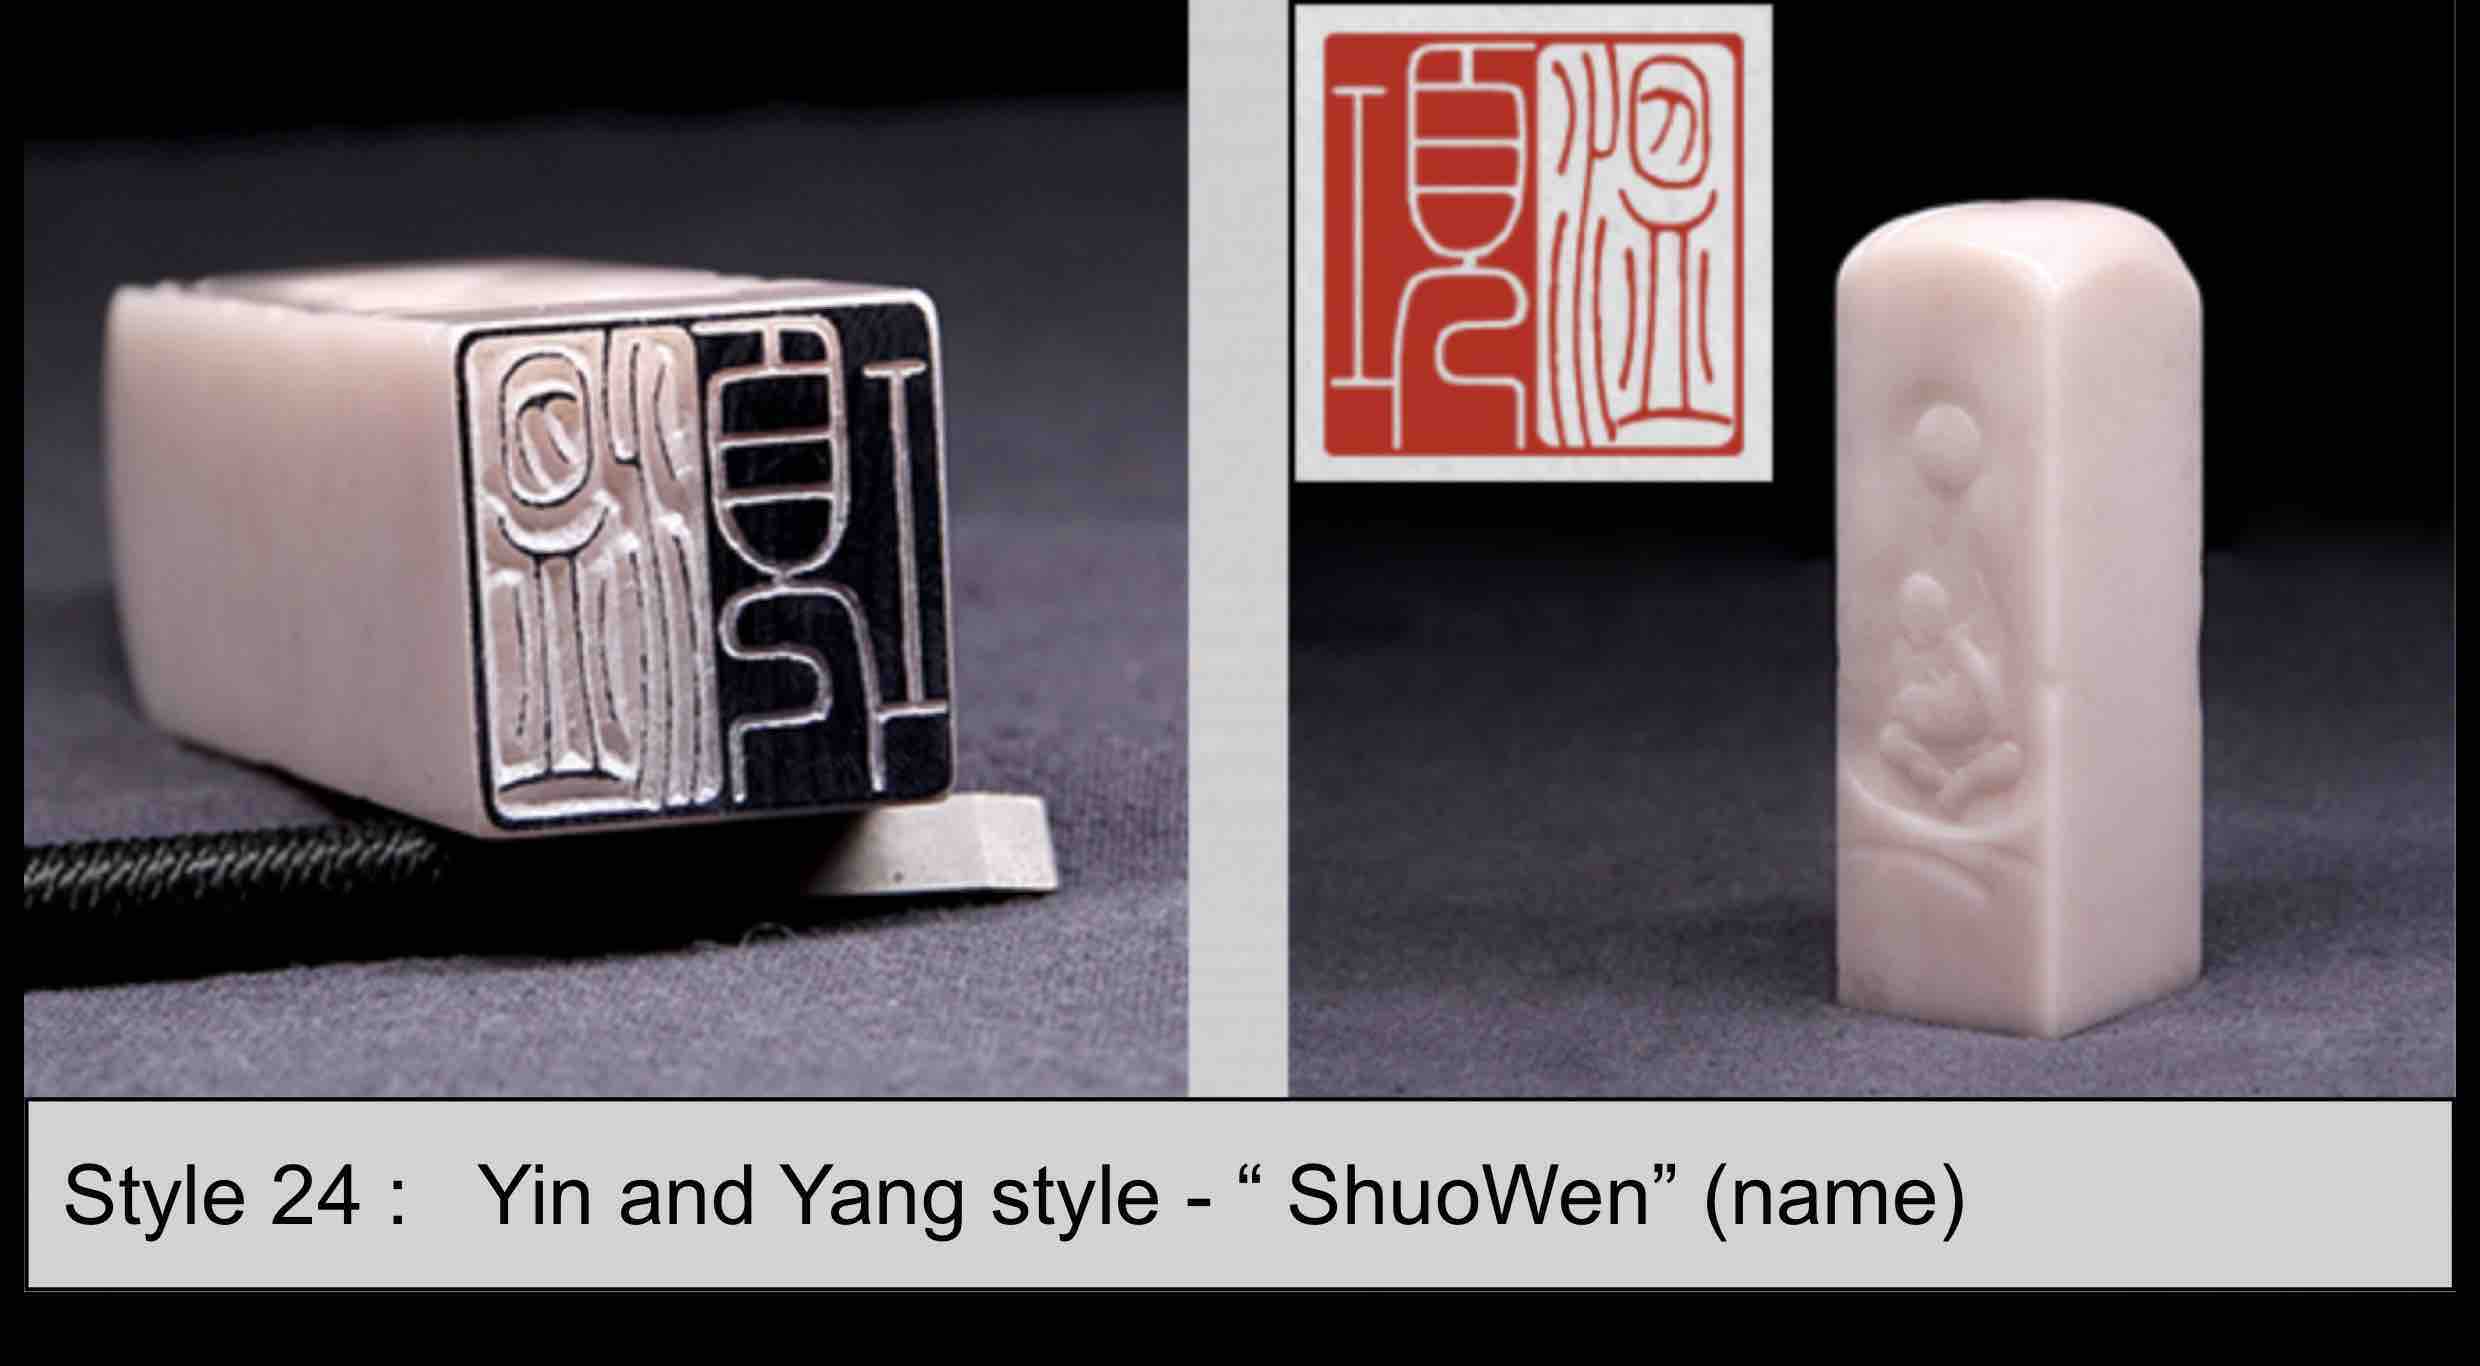 Style 24 : Yin and Yang style - “ ShuoWen” (name)